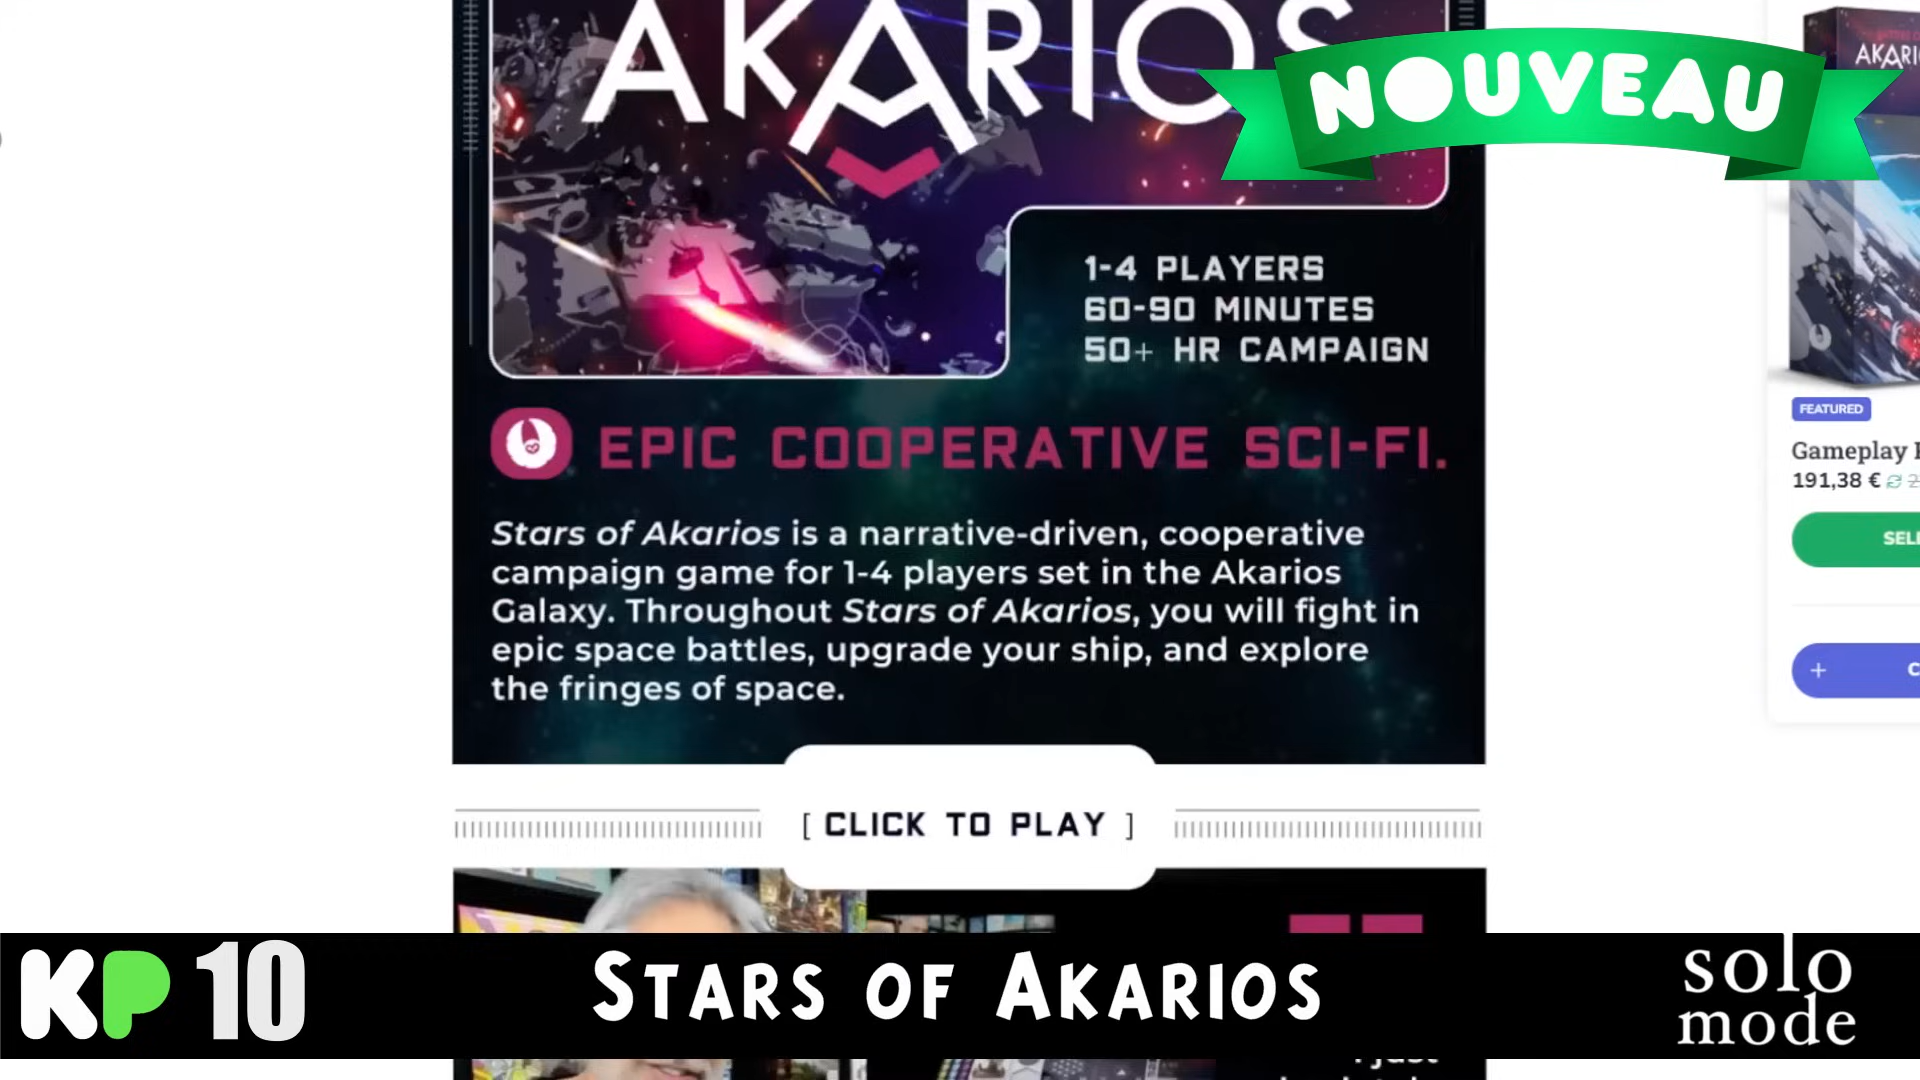 AKARIOS
NOUVEAU
1-4 PLAYERS
60-90 MINUTES
50+ HR CAMPAIGN
EPIC COOPERATIVE SCI-FI.
Stars of Akarios is a narrative-driven, cooperative
campaign game for 1-4 players set in the Akarios
Galaxy. Throughout Stars of Akarios, you will fight in
epic space battles, upgrade your ship, and explore
the fringes of space.
[ CLICK TO PLAY ]
FEATURED
Gameplay
191,38 €
+
KP 10
STARS OF AKARIOS
solo
mode
I just